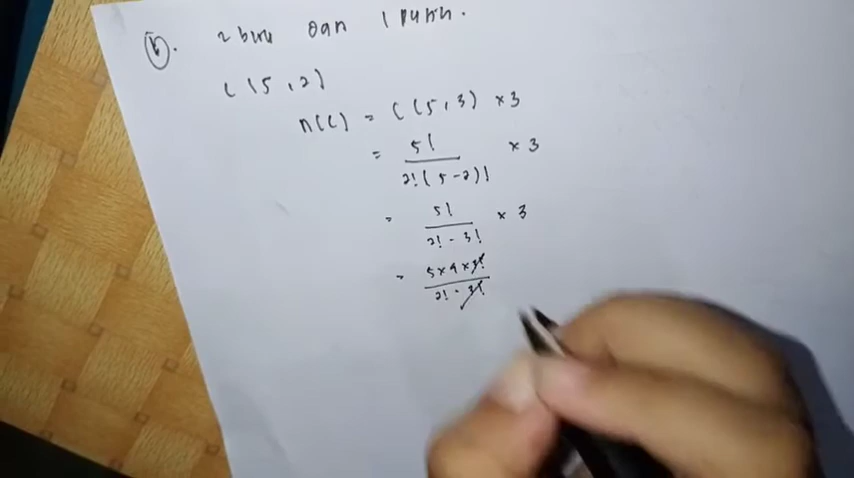 b. 2 biru dan 1 putih.
C(5,2)
n(C) = C(5,3) × 3
= 5! / 2!(5-2)! × 3
= 5! / 2! - 3! × 3
= 5×4×3! / 2! - 3!